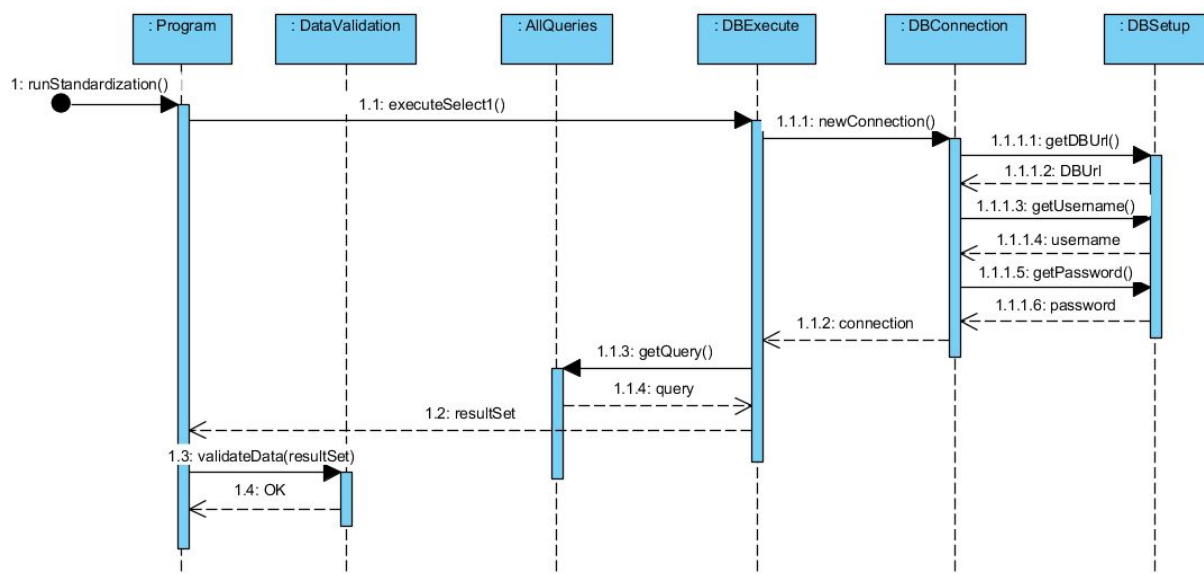 : Program
: DataValidation
: AllQueries
: DBExecute
: DBConnection
: DBSetup
1: runStandardization()
1.1: executeSelect1()
1.1.1: newConnection()
1.1.1.1: getDBUrl()
1.1.1.2: DBUrl
1.1.1.3: getUsername()
1.1.1.4: username
1.1.1.5: getPassword()
1.1.1.6: password
1.1.2: connection
1.1.3: getQuery()
1.1.4: query
1.2: resultSet
1.3: validateData(resultSet)
1.4: OK